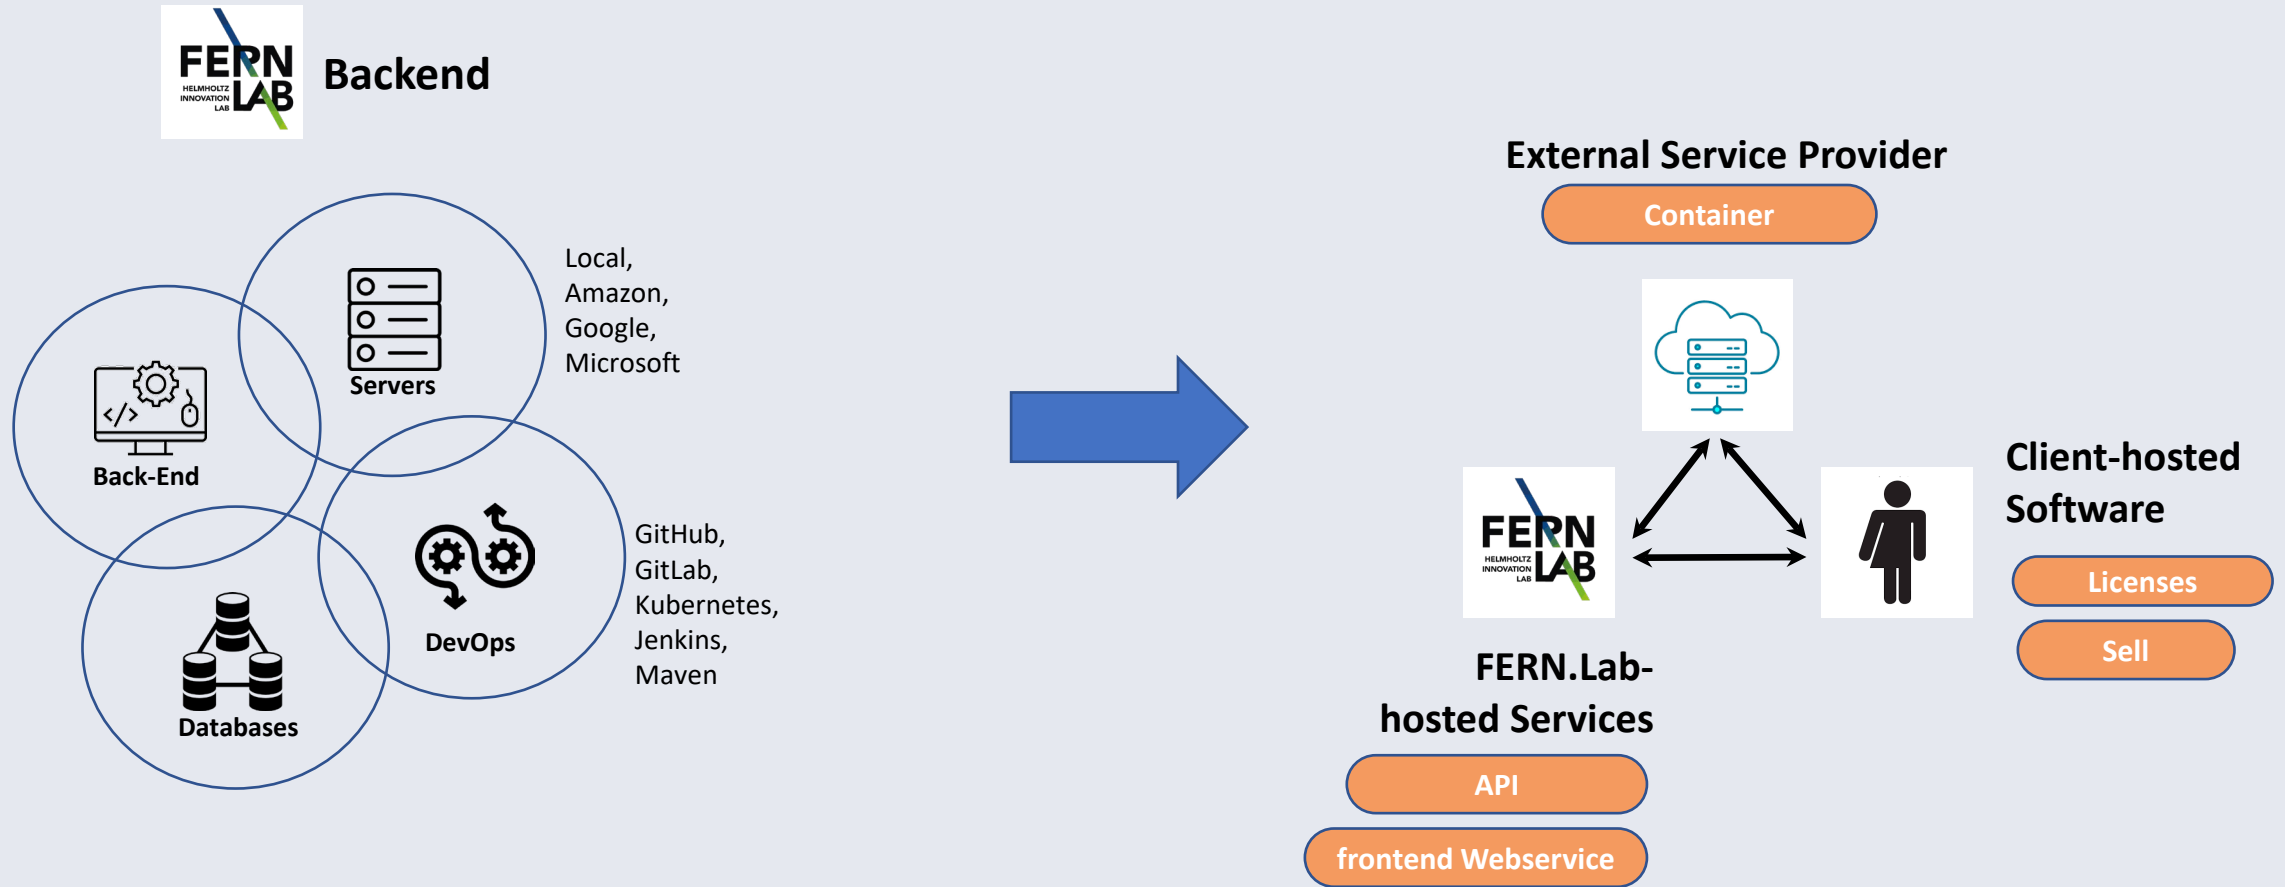 FERN
HELMHOLTZ
INNOVATION
LAB
LAB
Backend
Servers
Local,
Amazon,
Google,
Microsoft
</>
Back-End
DevOps
GitHub,
GitLab,
Kubernetes,
Jenkins,
Maven
Databases
External Service Provider
Container
FERN
HELMHOLTZ
INNOVATION
LAB
LAB
Client-hosted
Software
Licenses
Sell
FERN.Lab-
hosted Services
API
frontend Webservice